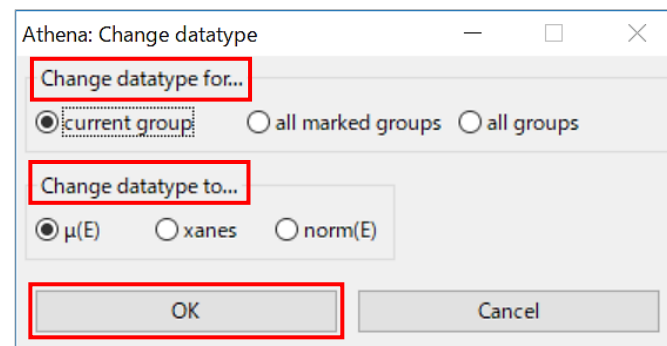 Athena: Change datatype
Change datatype for...
current group all marked groups all groups
Change datatype to...
μ(E) xanes norm(E)
OK Cancel